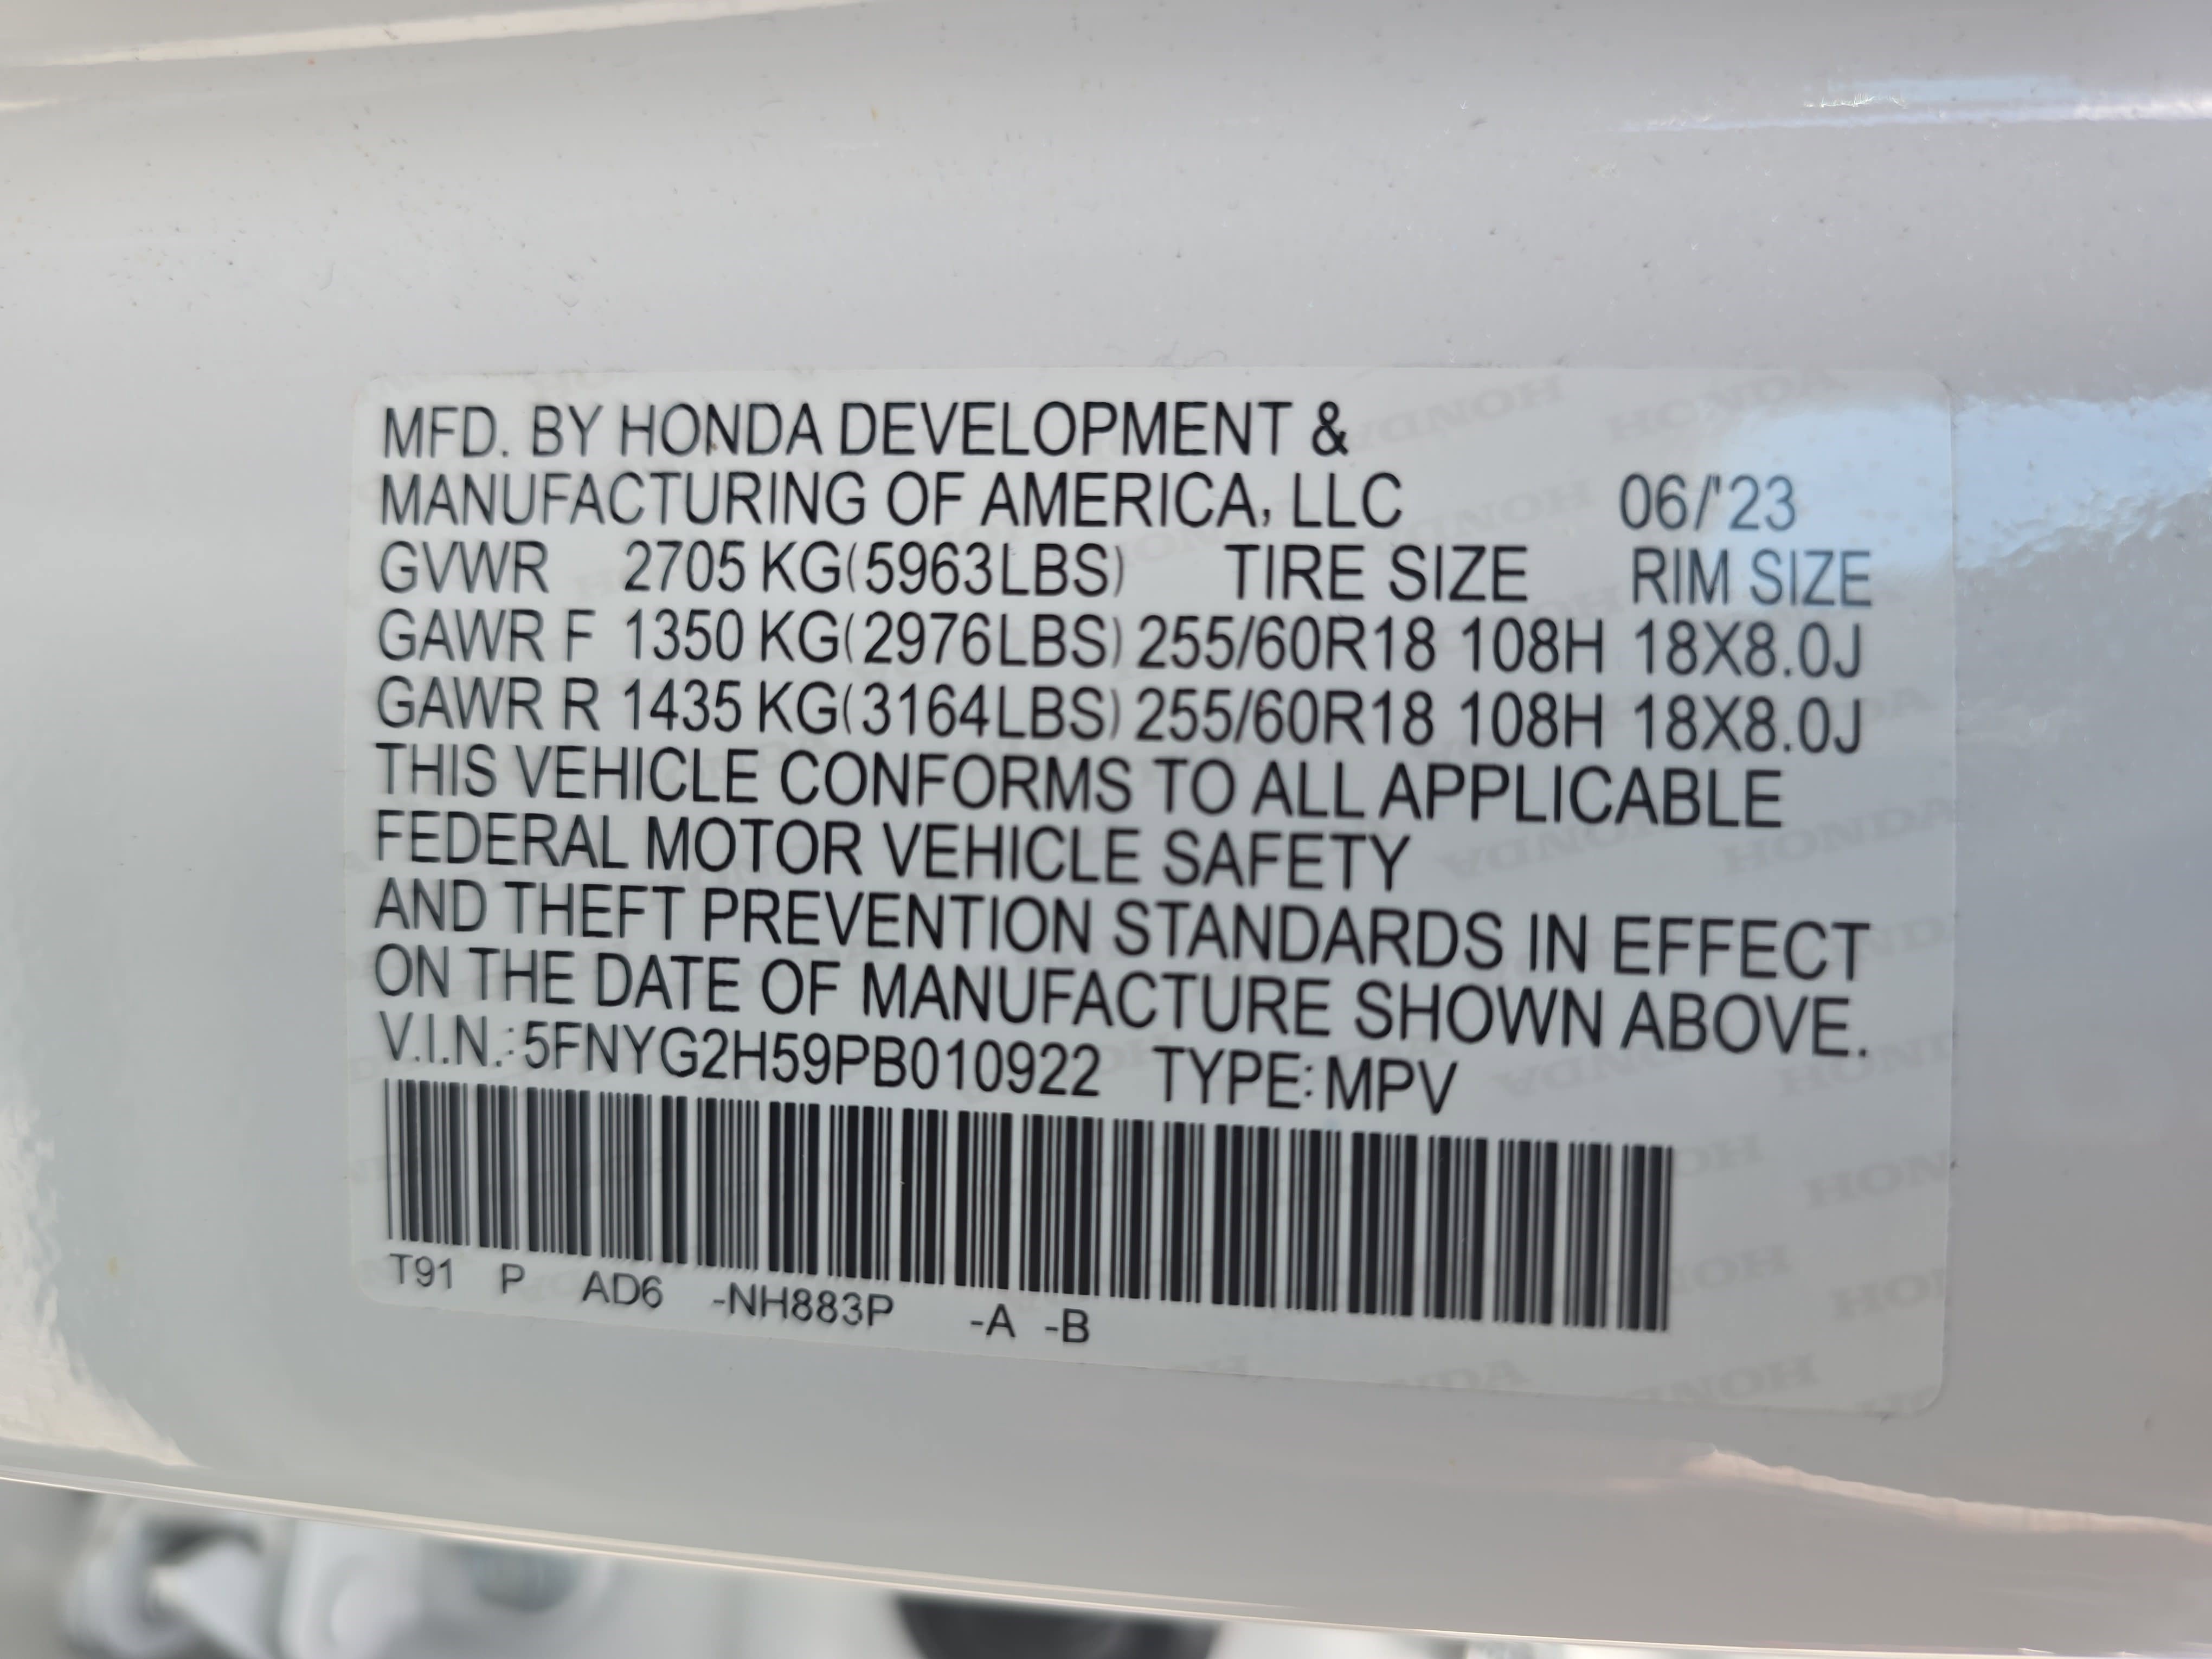 MFD. BY HONDA DEVELOPMENT &
MANUFACTURING OF AMERICA, LLC 06/'23
GVWR 2705 KG(5963LBS) TIRE SIZE RIM SIZE
GAWR F 1350 KG(2976LBS) 255/60R18 108H 18X8.0J
GAWR R 1435 KG(3164LBS) 255/60R18 108H 18X8.0J
THIS VEHICLE CONFORMS TO ALL APPLICABLE
FEDERAL MOTOR VEHICLE SAFETY
AND THEFT PREVENTION STANDARDS IN EFFECT
ON THE DATE OF MANUFACTURE SHOWN ABOVE.
V.I.N.:5FNYG2H59PB010922 TYPE:MPV
T91 P AD6 -NH883P -A -B